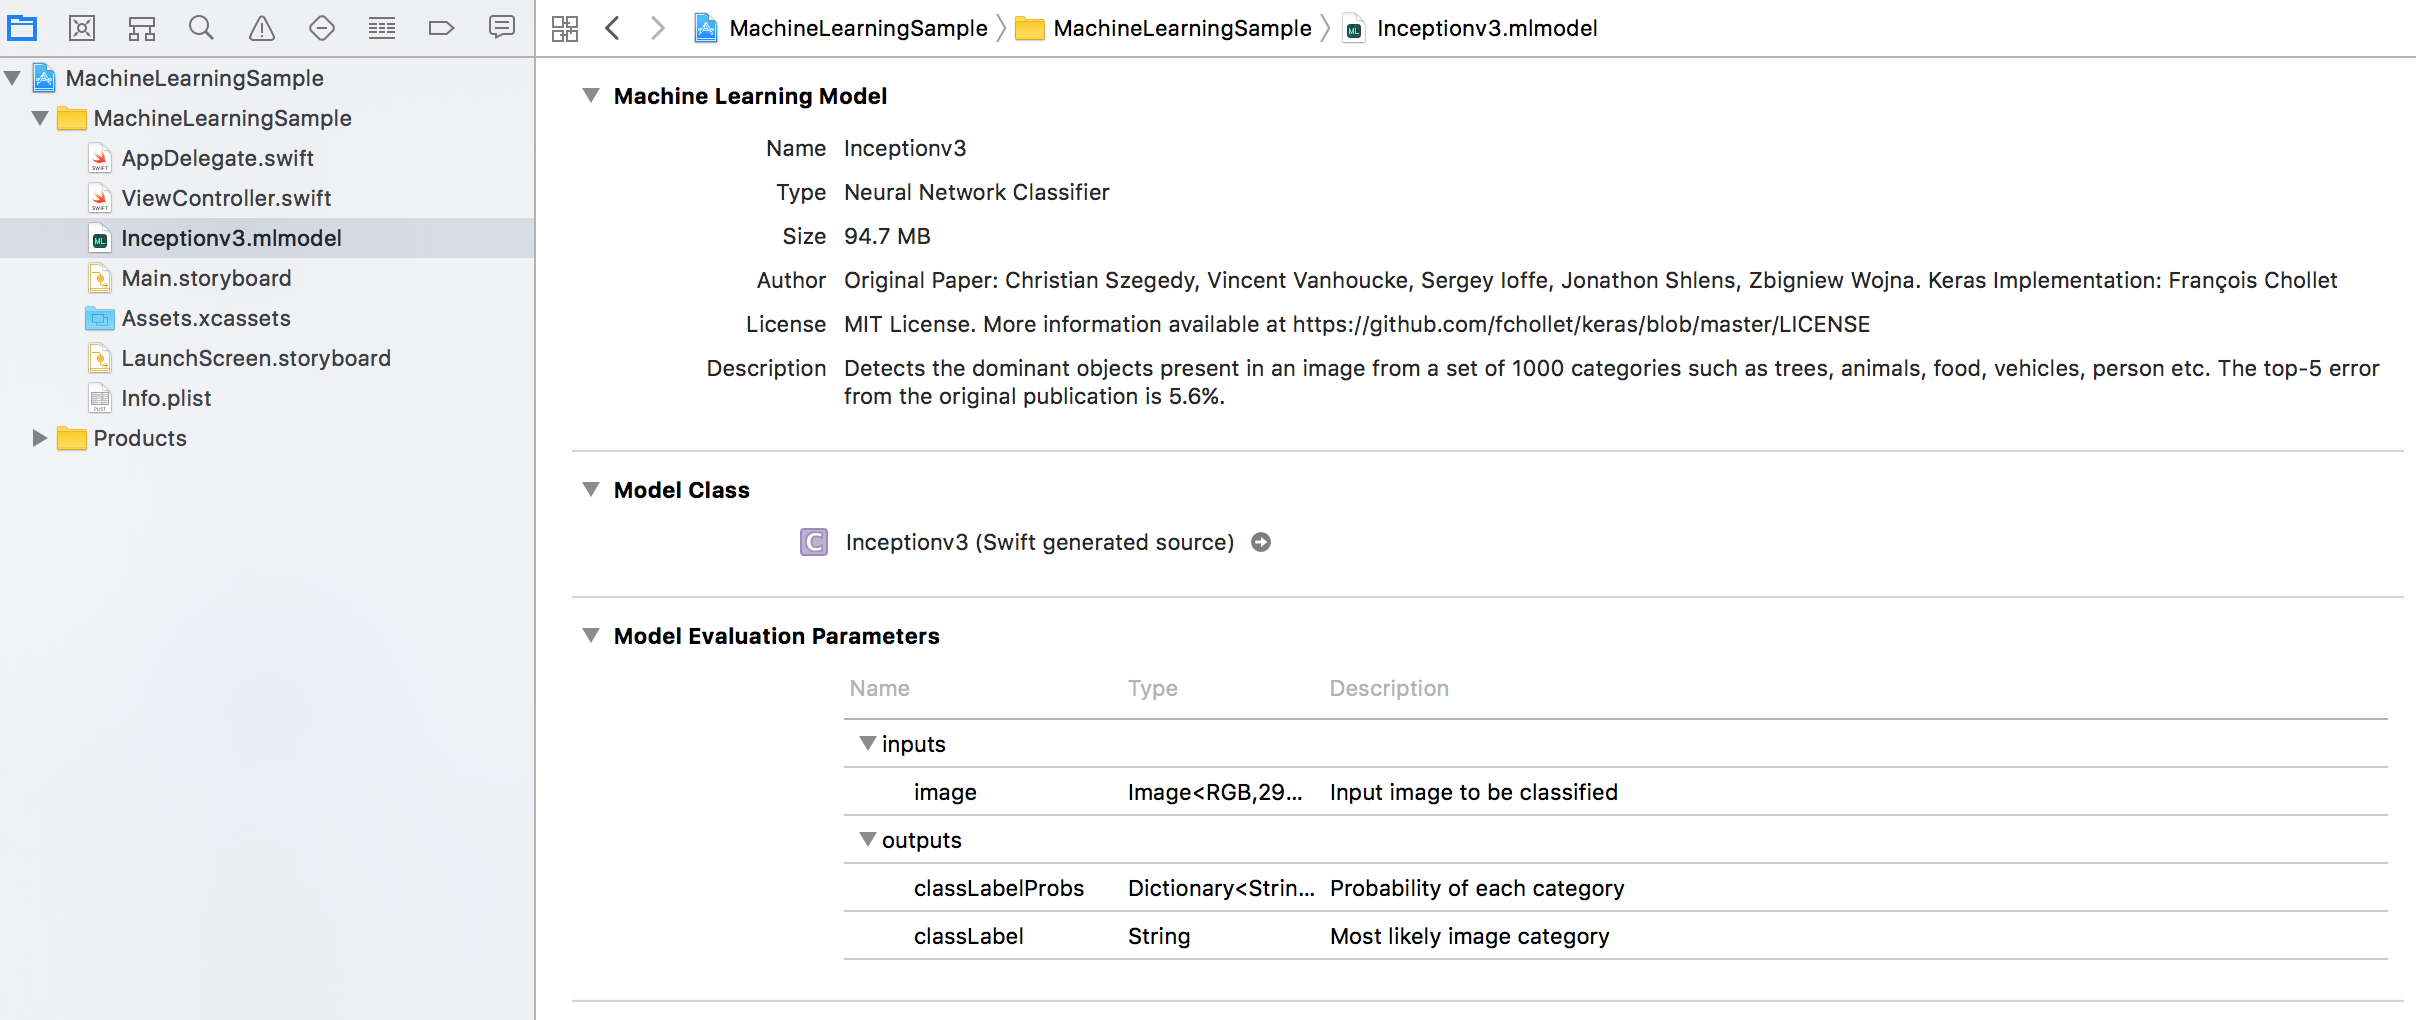 MachineLearningSample
MachineLearningSample
AppDelegate.swift
ViewController.swift
Inceptionv3.mlmodel
Main.storyboard
Assets.xcassets
LaunchScreen.storyboard
Info.plist
Products
MachineLearningSample MachineLearningSample Inceptionv3.mlmodel
Machine Learning Model
Name Inceptionv3
Type Neural Network Classifier
Size 94.7 MB
Author Original Paper: Christian Szegedy, Vincent Vanhoucke, Sergey Ioffe, Jonathon Shlens, Zbigniew Wojna. Keras Implementation: François Chollet
License MIT License. More information available at https://github.com/fchollet/keras/blob/master/LICENSE
Description Detects the dominant objects present in an image from a set of 1000 categories such as trees, animals, food, vehicles, person etc. The top-5 error
from the original publication is 5.6%.
Model Class
C Inceptionv3 (Swift generated source)
Model Evaluation Parameters
Name Type Description
inputs
image Image<RGB,29... Input image to be classified
outputs
classLabelProbs Dictionary<Strin... Probability of each category
classLabel String Most likely image category